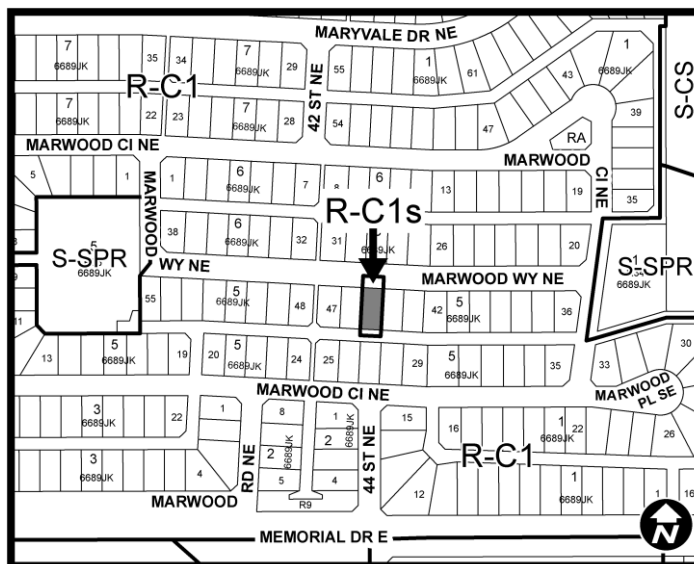 MARYVALE DR NE
7
6689JK
35
34
7
6689JK
29
55
1
6689JK
61
43
1
6689JK
S-CS
R-C1
42 ST NE
39
7
6689JK
22
23
7
6689JK
28
54
47
RA
MARWOOD CI NE
MARWOOD
CI NE
5
1
MARWOOD
WY NE
1
6
6689JK
7
8
6
13
19
35
R-C1s
S-SPR
5
6689JK
38
6
6689JK
32
31
26
20
S-SPR
1
MARWOOD WY NE
11
55
5
6689JK
48
47
42
5
6689JK
36
13
5
6689JK
19
20
5
6689JK
24
25
29
5
6689JK
35
33
30
MARWOOD CI NE
MARWOOD
PL SE
3
6689JK
22
1
8
1
6689JK
15
16
1
6689JK
22
26
RD NE
2
6689JK
2
44 ST NE
R-C1
3
6689JK
4
5
4
12
1
6689JK
1
16
MARWOOD
R9
MEMORIAL DR E
N